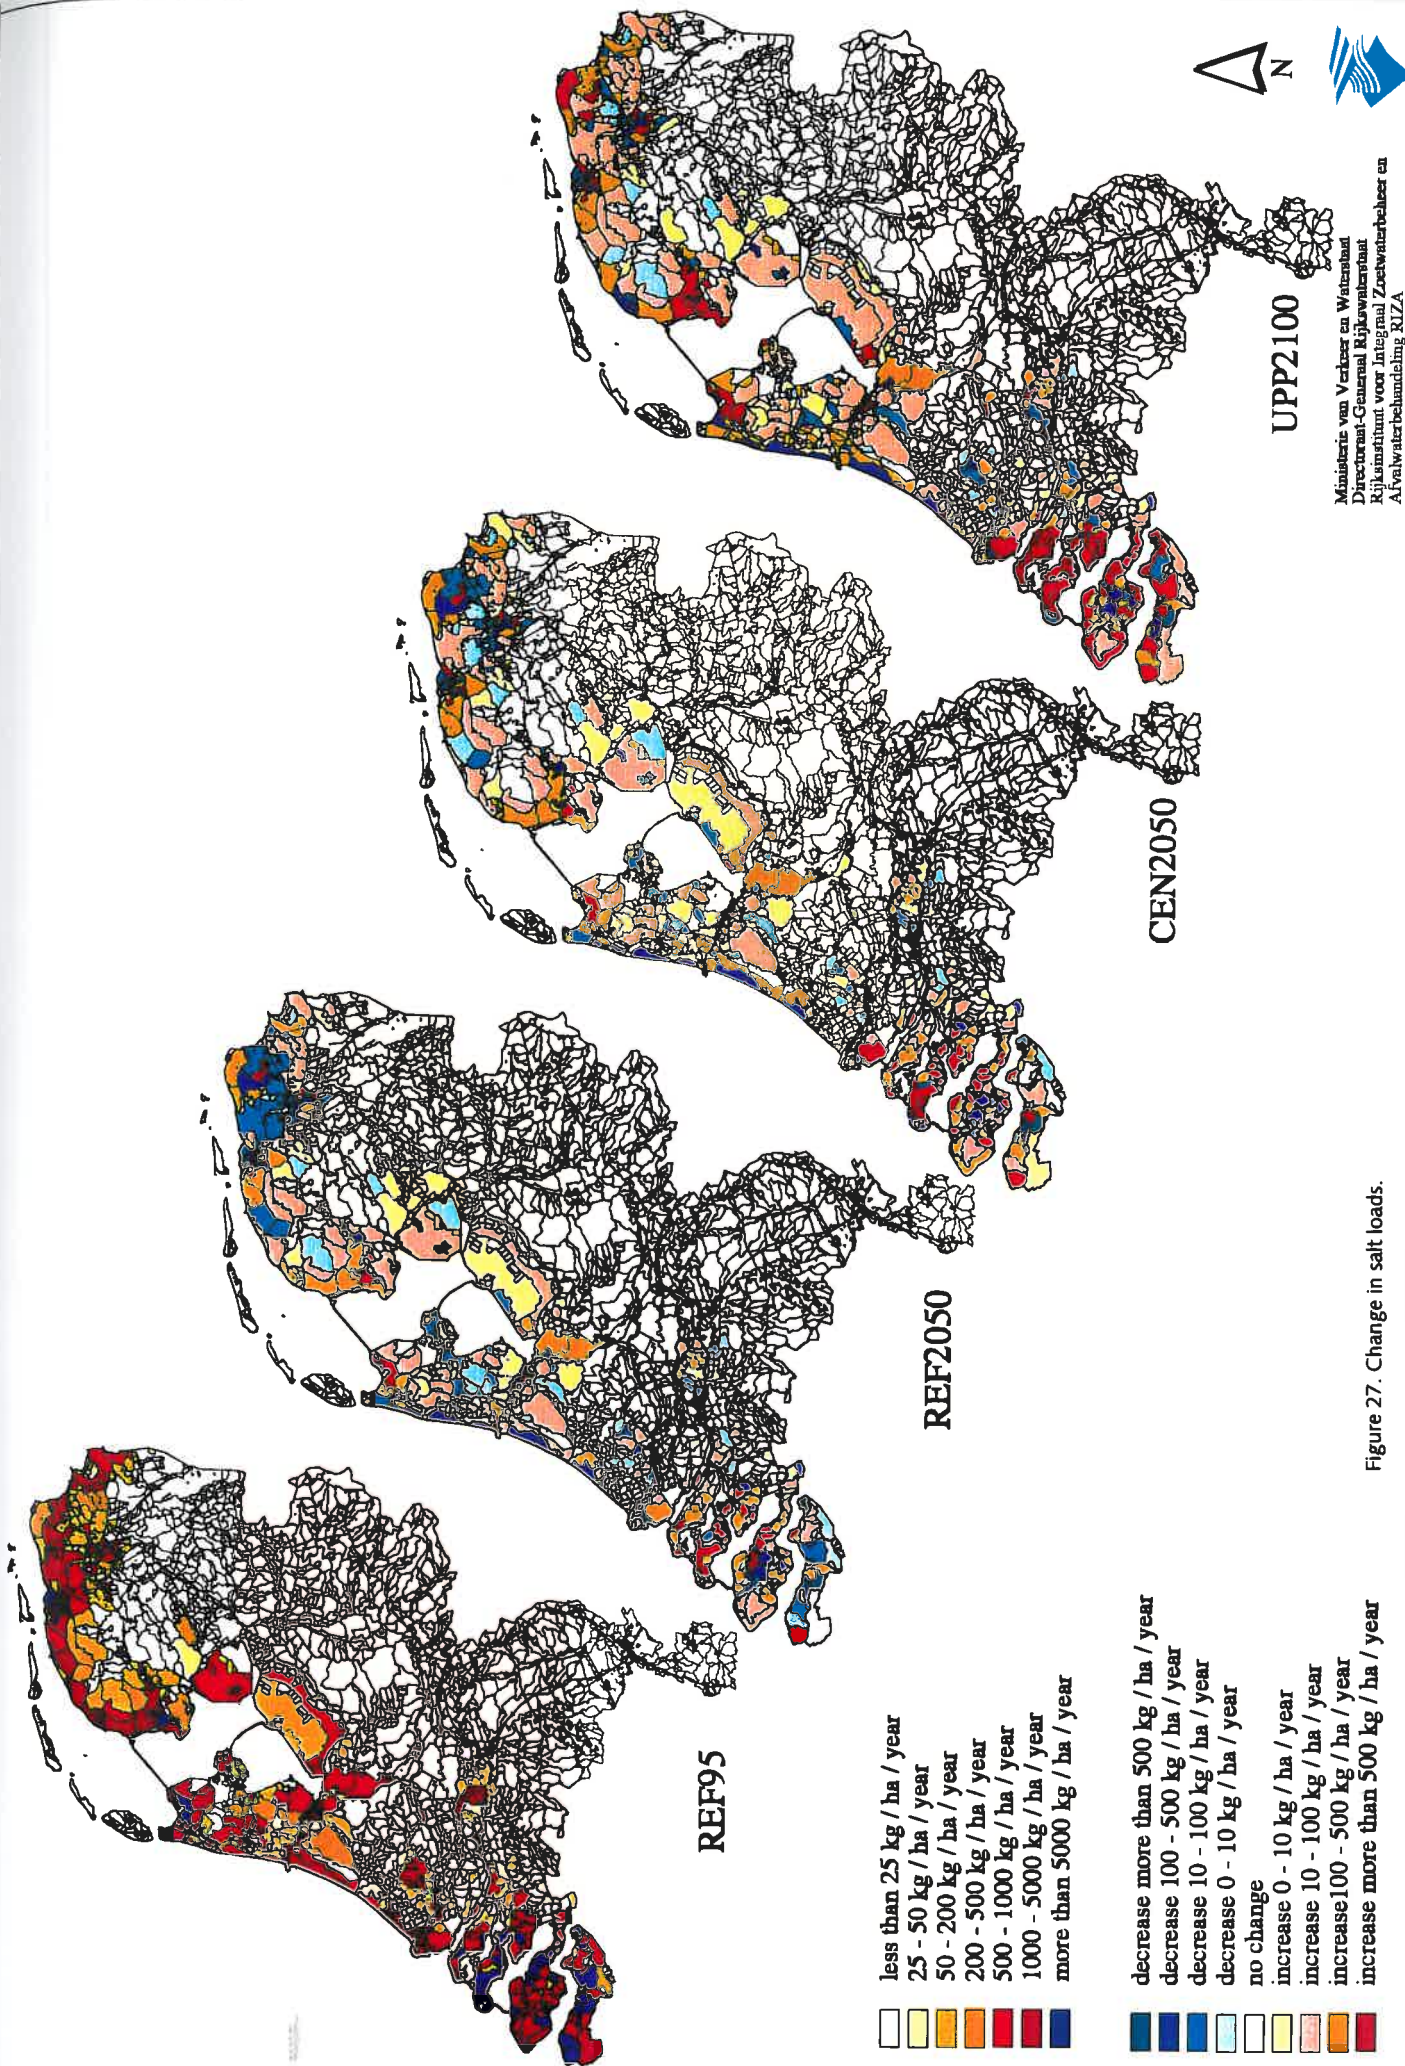 REF95
REF2050
CEN2050
UPP2100
N
less than 25 kg / ha / year
25 - 50 kg / ha / year
50 - 200 kg / ha / year
200 - 500 kg / ha / year
500 - 1000 kg / ha / year
1000 - 5000 kg / ha / year
more than 5000 kg / ha / year
decrease more than 500 kg / ha / year
decrease 100 - 500 kg / ha / year
decrease 10 - 100 kg / ha / year
decrease 0 - 10 kg / ha / year
no change
increase 0 - 10 kg / ha / year
increase 10 - 100 kg / ha / year
increase100 - 500 kg / ha / year
increase more than 500 kg / ha / year
Figure 27. Change in salt loads.
Ministerie van Verkeer en Waterstaat
Directoraat-Generaal Rijkswaterstaat
Rijksinstituut voor Integraal Zoetwaterbeheer en
Afvalwaterbehandeling RIZA